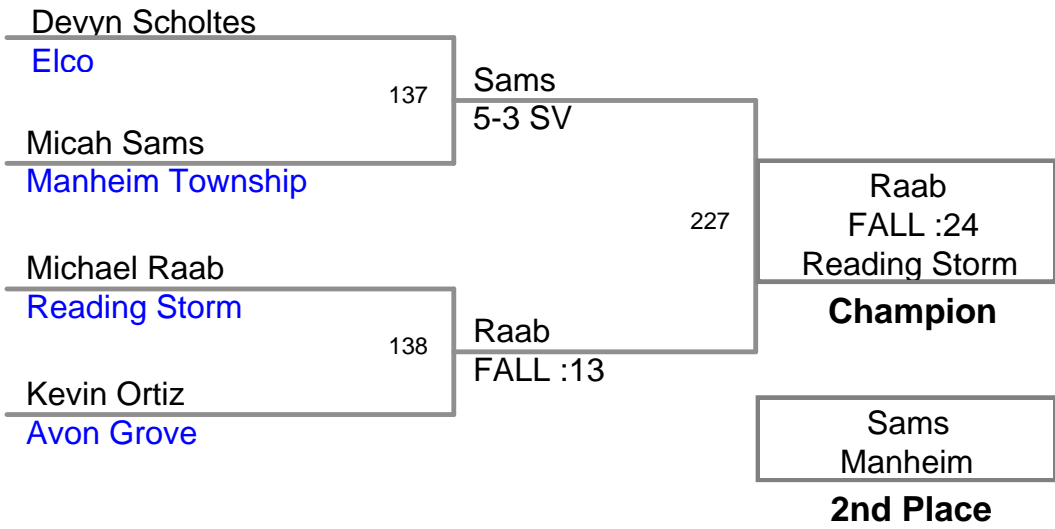 Devyn Scholtes
Elco
137
Sams
5-3 SV
Micah Sams
Manheim Township
227
Raab
FALL :24
Reading Storm
Champion
Michael Raab
Reading Storm
138
Raab
FALL :13
Kevin Ortiz
Avon Grove
Sams
Manheim
2nd Place